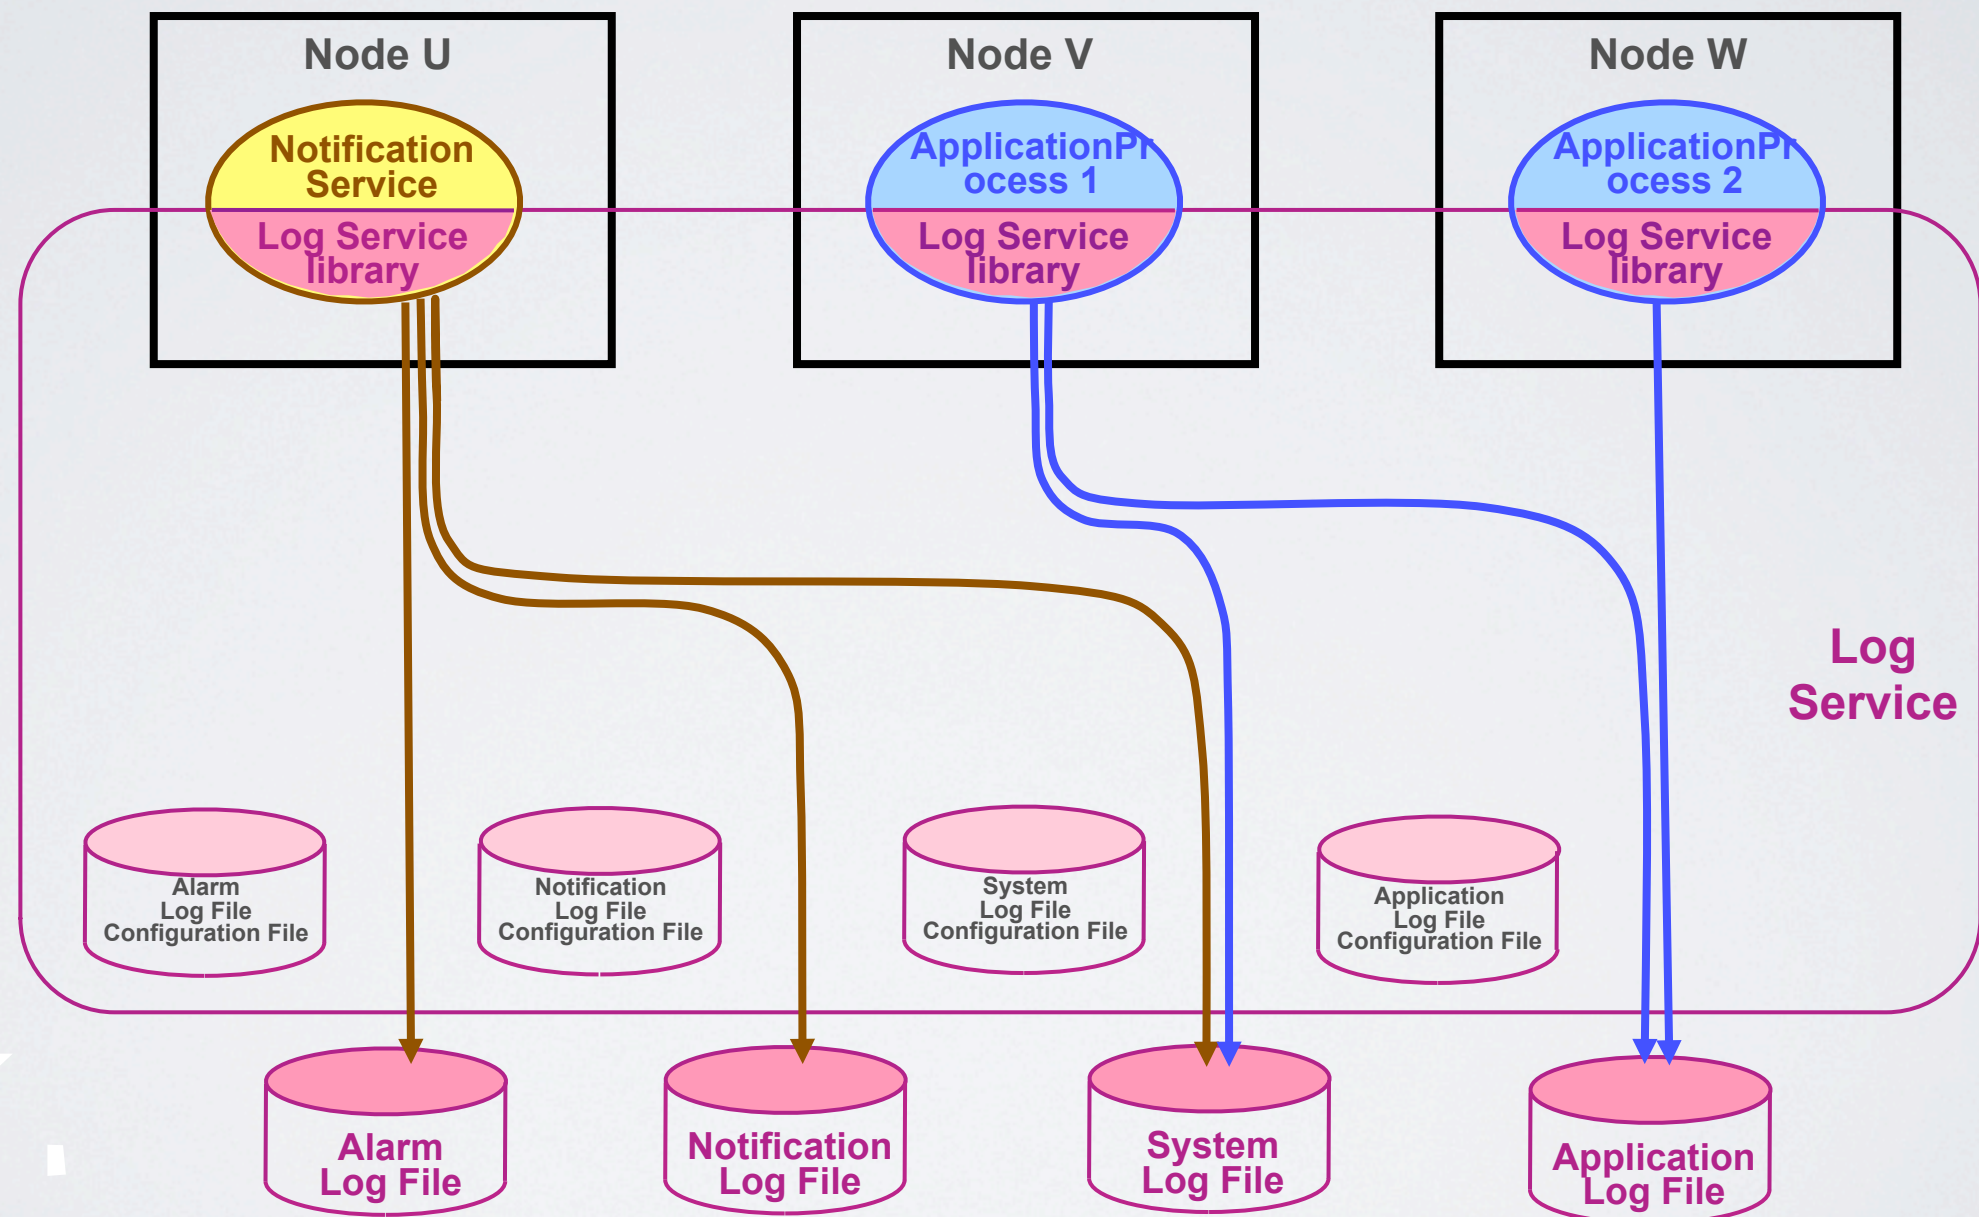 Node U
Node V
Node W
Notification
Service
Log Service
library
ApplicationPr
ocess 1
Log Service
library
ApplicationPr
ocess 2
Log Service
library
Log
Service
Alarm
Log File
Configuration File
Notification
Log File
Configuration File
System
Log File
Configuration File
Application
Log File
Configuration File
Alarm
Log File
Notification
Log File
System
Log File
Application
Log File